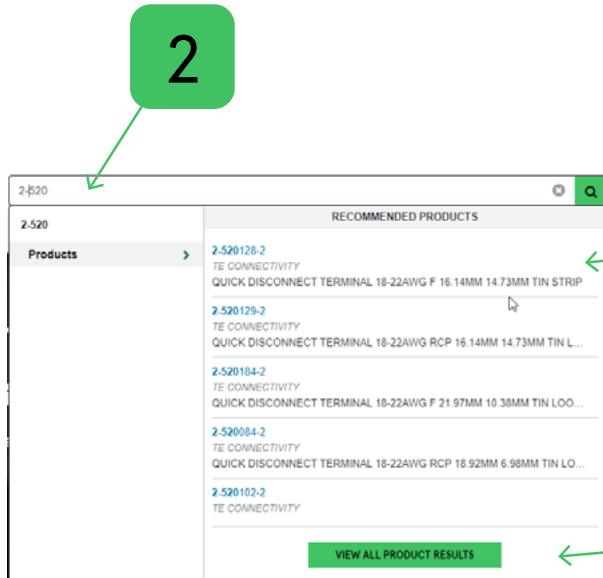 2
2-520
2-520
RECOMMENDED PRODUCTS
Products
2-520128-2
TE CONNECTIVITY
QUICK DISCONNECT TERMINAL 18-22AWG F 16.14MM 14.73MM TIN STRIP
2-520129-2
TE CONNECTIVITY
QUICK DISCONNECT TERMINAL 18-22AWG RCP 16.14MM 14.73MM TIN L...
2-520184-2
TE CONNECTIVITY
QUICK DISCONNECT TERMINAL 18-22AWG F 21.97MM 10.38MM TIN LOO...
2-520084-2
TE CONNECTIVITY
QUICK DISCONNECT TERMINAL 18-22AWG RCP 18.92MM 6.98MM TIN LO...
2-520102-2
TE CONNECTIVITY
VIEW ALL PRODUCT RESULTS